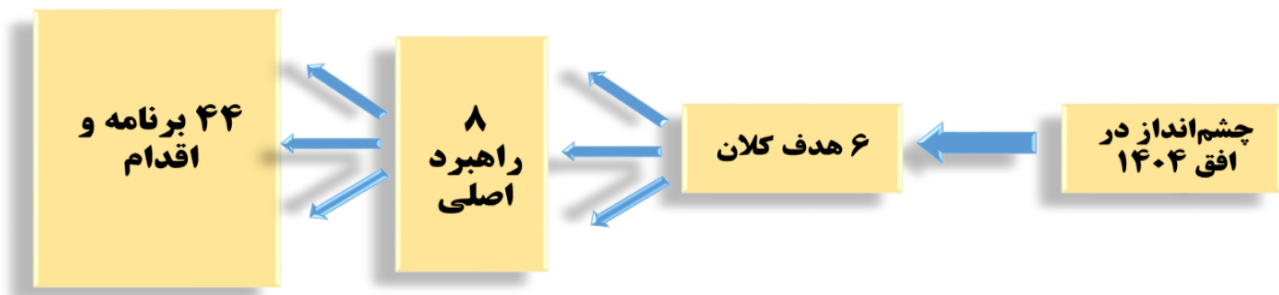 چشم‌انداز در
افق ۱۴۰۴
۶ هدف کلان
۸
راهبرد
اصلی
۴۴ برنامه و
اقدام